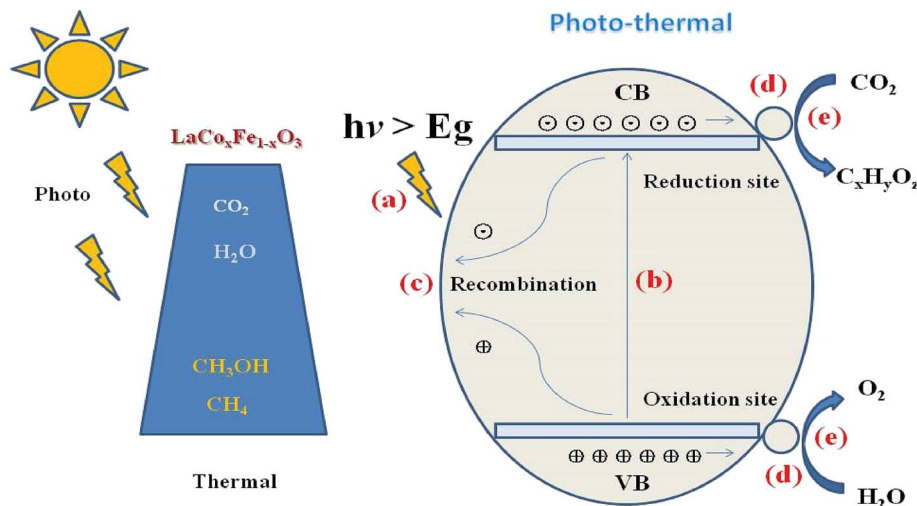 Photo-thermal
LaCoₓFe₁₋ₓO₃
Photo
CO₂
H₂O
CH₃OH
CH₄
Thermal
hν > Eg
(a)
CB
(d)
(e)
CO₂
CₓHᵧO_z
Reduction site
(c) Recombination
(b)
Oxidation site
VB
(d)
(e)
O₂
H₂O